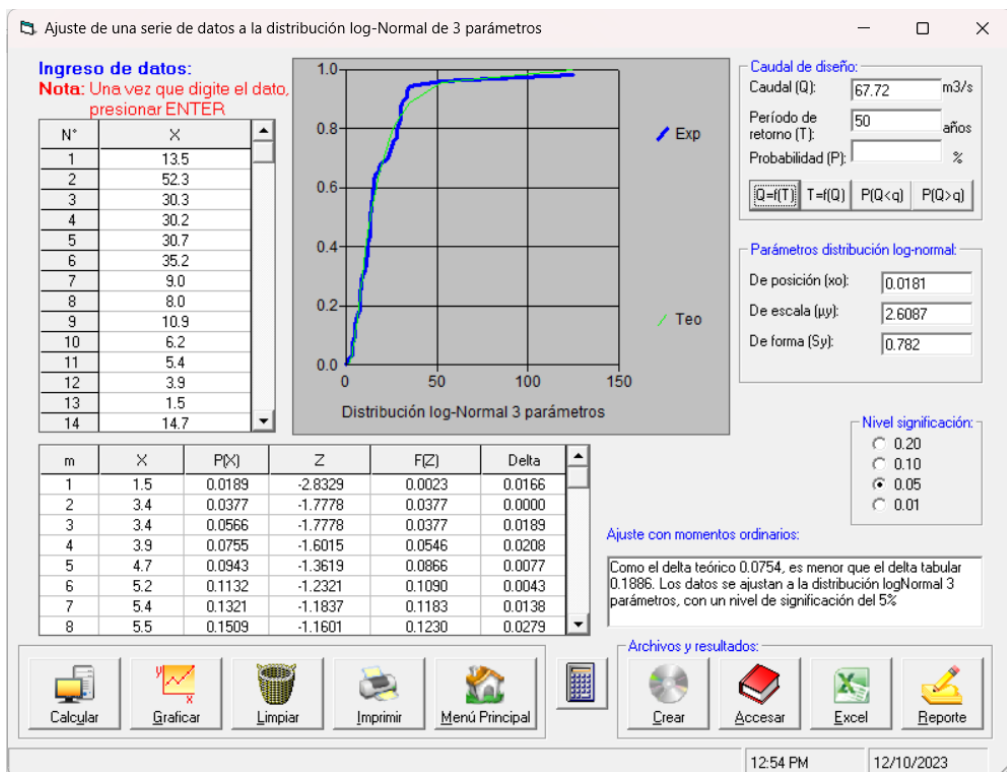 Ajuste de una serie de datos a la distribución log-Normal de 3 parámetros
Ingreso de datos:
Nota: Una vez que digite el dato,
presionar ENTER
N° X
1 13.5
2 52.3
3 30.3
4 30.2
5 30.7
6 35.2
7 9.0
8 8.0
9 10.9
10 6.2
11 5.4
12 3.9
13 1.5
14 14.7
1.0
0.8
0.6
0.4
0.2
0.0
0 50 100 150
Exp
Teo
Distribución log-Normal 3 parámetros
Caudal de diseño:
Caudal (Q): 67.72 m3/s
Período de
retorno (T): 50 años
Probabilidad (P): %
Q=f(T) T=f(Q) P(Q<q) P(Q>q)
Parámetros distribución log-normal:
De posición (xo): 0.0181
De escala (µy): 2.6087
De forma (Sy): 0.782
Nivel significación:
0.20
0.10
0.05
0.01
m X P(X) Z F(Z) Delta
1 1.5 0.0189 -2.8329 0.0023 0.0166
2 3.4 0.0377 -1.7778 0.0377 0.0000
3 3.4 0.0566 -1.7778 0.0377 0.0189
4 3.9 0.0755 -1.6015 0.0546 0.0208
5 4.7 0.0943 -1.3619 0.0866 0.0077
6 5.2 0.1132 -1.2321 0.1090 0.0043
7 5.4 0.1321 -1.1837 0.1183 0.0138
8 5.5 0.1509 -1.1601 0.1230 0.0279
Ajuste con momentos ordinarios:
Como el delta teórico 0.0754, es menor que el delta tabular
0.1886. Los datos se ajustan a la distribución logNormal 3
parámetros, con un nivel de significación del 5%
Calcular Graficar Limpiar Imprimir Menú Principal
y
x
Archivos y resultados:
Crear Accesar Excel Reporte
12:54 PM 12/10/2023